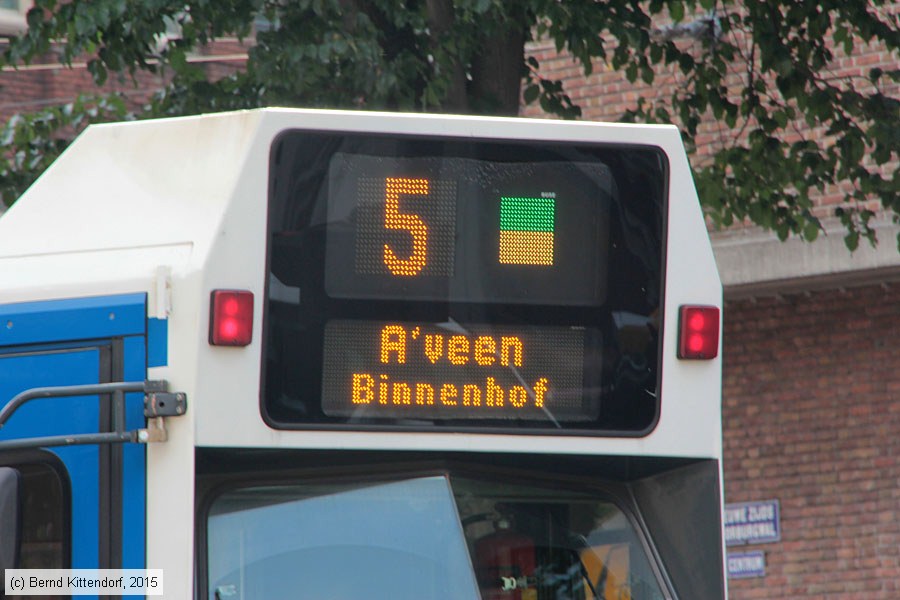 5
A'veen
Binnenhof
CENTRUM
(c) Bernd Kittendorf, 2015